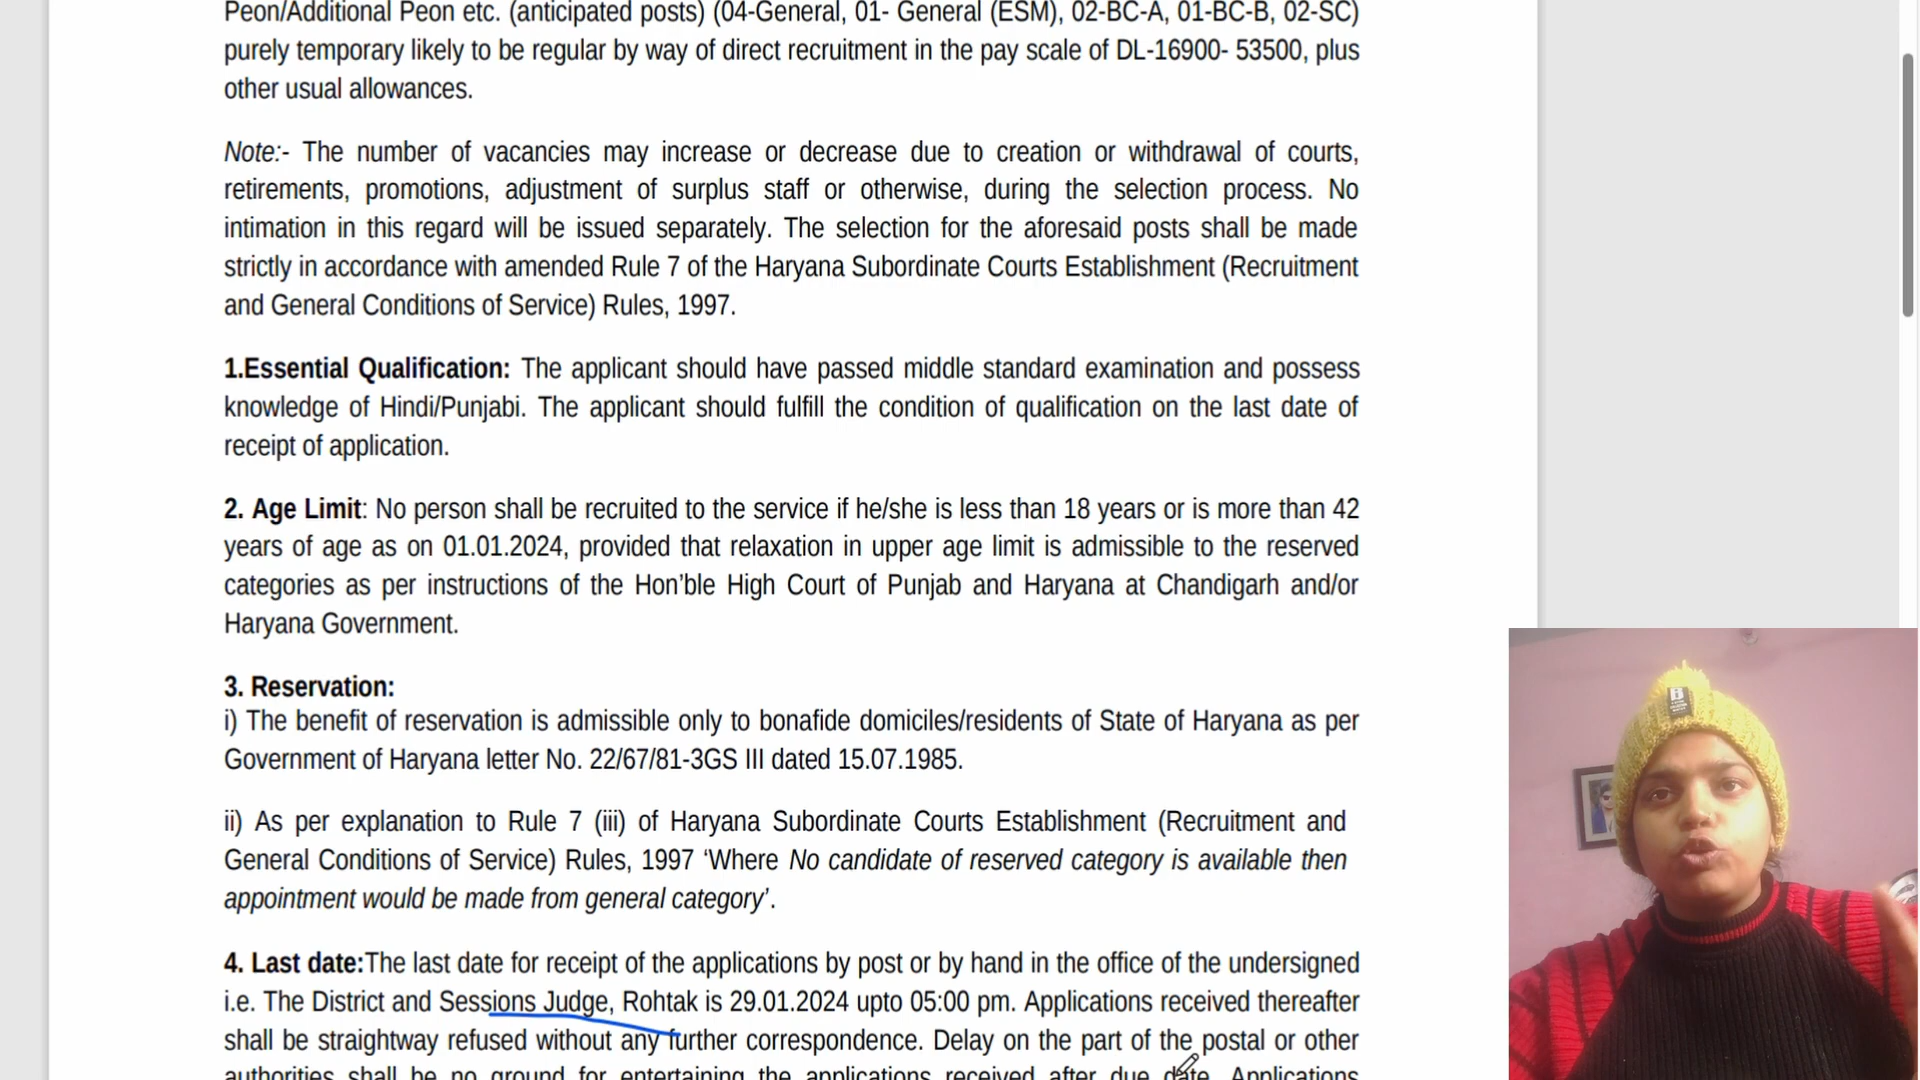 Peon/Additional Peon etc. (anticipated posts) (04-General, 01- General (ESM), 02-BC-A, 01-BC-B, 02-SC)
purely temporary likely to be regular by way of direct recruitment in the pay scale of DL-16900- 53500, plus
other usual allowances.
Note:- The number of vacancies may increase or decrease due to creation or withdrawal of courts,
retirements, promotions, adjustment of surplus staff or otherwise, during the selection process. No
intimation in this regard will be issued separately. The selection for the aforesaid posts shall be made
strictly in accordance with amended Rule 7 of the Haryana Subordinate Courts Establishment (Recruitment
and General Conditions of Service) Rules, 1997.
1.Essential Qualification: The applicant should have passed middle standard examination and possess
knowledge of Hindi/Punjabi. The applicant should fulfill the condition of qualification on the last date of
receipt of application.
2. Age Limit: No person shall be recruited to the service if he/she is less than 18 years or is more than 42
years of age as on 01.01.2024, provided that relaxation in upper age limit is admissible to the reserved
categories as per instructions of the Hon’ble High Court of Punjab and Haryana at Chandigarh and/or
Haryana Government.
3. Reservation:
i) The benefit of reservation is admissible only to bonafide domiciles/residents of State of Haryana as per
Government of Haryana letter No. 22/67/81-3GS III dated 15.07.1985.
ii) As per explanation to Rule 7 (iii) of Haryana Subordinate Courts Establishment (Recruitment and
General Conditions of Service) Rules, 1997 ‘Where No candidate of reserved category is available then
appointment would be made from general category’.
4. Last date:The last date for receipt of the applications by post or by hand in the office of the undersigned
i.e. The District and Sessions Judge, Rohtak is 29.01.2024 upto 05:00 pm. Applications received thereafter
shall be straightway refused without any further correspondence. Delay on the part of the postal or other
authorities shall be no ground for entertaining the applications received after due date. Applications